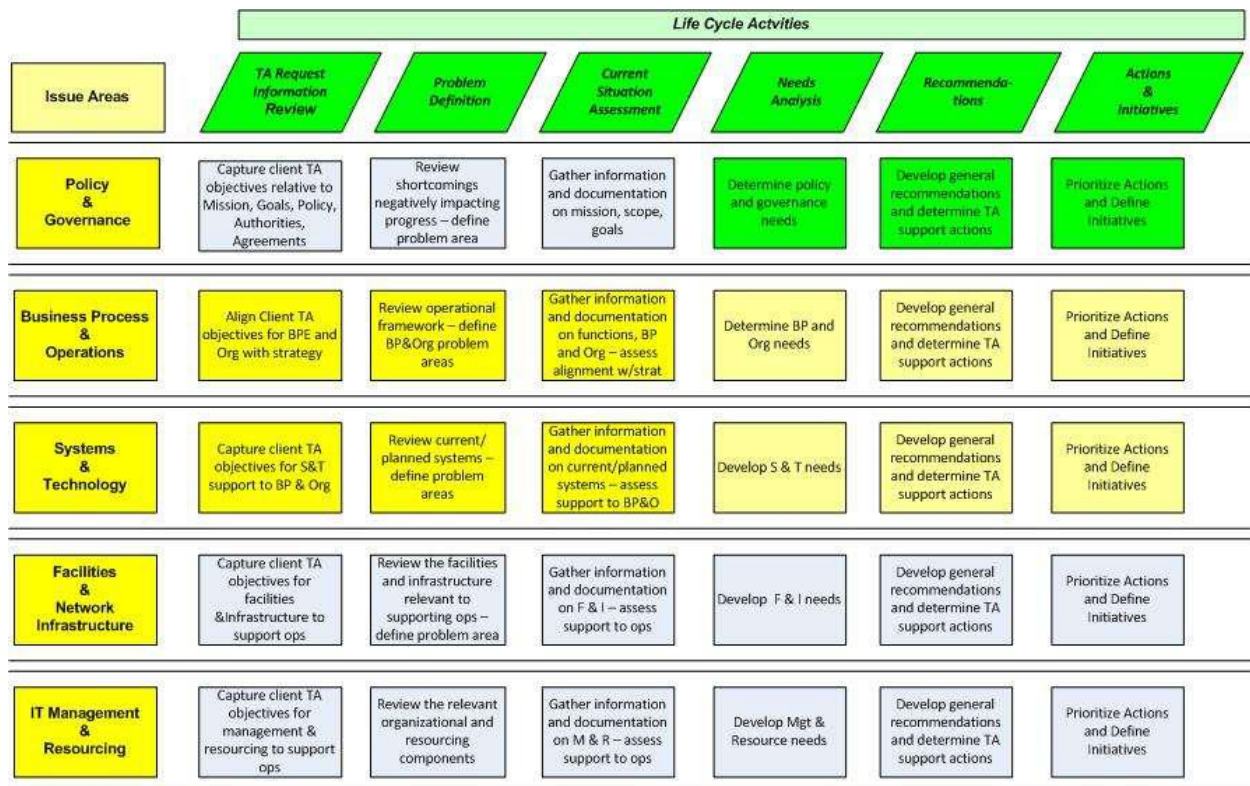 Life Cycle Actvities
Issue Areas
TA Request
Information
Review
Problem
Definition
Current
Situation
Assessment
Needs
Analysis
Recommenda-
tions
Actions
&
Initiatives
Policy
&
Governance
Capture client TA
objectives relative to
Mission, Goals, Policy,
Authorities,
Agreements
Review
shortcomings
negatively impacting
progress – define
problem area
Gather information
and documentation
on mission, scope,
goals
Determine policy
and governance
needs
Develop general
recommendations
and determine TA
support actions
Prioritize Actions
and Define
Initiatives
Business Process
&
Operations
Align Client TA
objectives for BPE and
Org with strategy
Review operational
framework – define
BP&Org problem
areas
Gather information
and documentation
on functions, BP
and Org – assess
alignment w/strat
Determine BP and
Org needs
Develop general
recommendations
and determine TA
support actions
Prioritize Actions
and Define
Initiatives
Systems
&
Technology
Capture client TA
objectives for S&T
support to BP & Org
Review current/
planned systems –
define problem
areas
Gather information
and documentation
on current/planned
systems – assess
support to BP&O
Develop S & T needs
Develop general
recommendations
and determine TA
support actions
Prioritize Actions
and Define
Initiatives
Facilities
&
Network
Infrastructure
Capture client TA
objectives for
facilities
&Infrastructure to
support ops
Review the facilities
and infrastructure
relevant to
supporting ops –
define problem area
Gather information
and documentation
on F & I – assess
support to ops
Develop F & I needs
Develop general
recommendations
and determine TA
support actions
Prioritize Actions
and Define
Initiatives
IT Management
&
Resourcing
Capture client TA
objectives for
management &
resourcing to support
ops
Review the relevant
organizational and
resourcing
components
Gather information
and documentation
on M & R – assess
support to ops
Develop Mgt &
Resource needs
Develop general
recommendations
and determine TA
support actions
Prioritize Actions
and Define
Initiatives